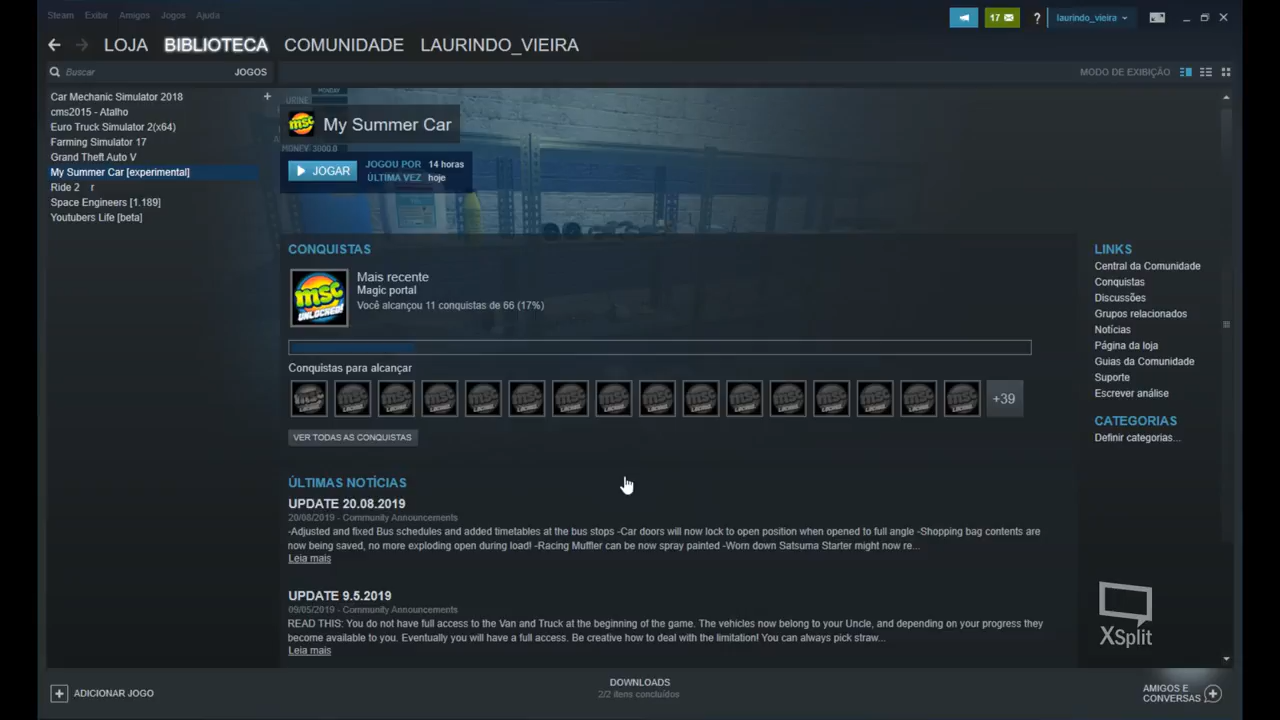 Steam Exibir Amigos Jogos Ajuda
17
?
laurindo_vieira
LOJA BIBLIOTECA COMUNIDADE LAURINDO_VIEIRA
Buscar
JOGOS
MODO DE EXIBIÇÃO
Car Mechanic Simulator 2018
cms2015 - Atalho
Euro Truck Simulator 2(x64)
Farming Simulator 17
Grand Theft Auto V
My Summer Car [experimental]
Ride 2 r
Space Engineers [1.189]
Youtubers Life [beta]
MONDAY
URINE
msc
My Summer Car
MONEY: 3000.0
JOGAR
JOGOU POR 14 horas
ÚLTIMA VEZ hoje
CONQUISTAS
msc
UNLOCKED!
Mais recente
Magic portal
Você alcançou 11 conquistas de 66 (17%)
Conquistas para alcançar
+39
VER TODAS AS CONQUISTAS
ÚLTIMAS NOTÍCIAS
UPDATE 20.08.2019
20/08/2019 - Community Announcements
-Adjusted and fixed Bus schedules and added timetables at the bus stops -Car doors will now lock to open position when opened to full angle -Shopping bag contents are
now being saved, no more exploding open during load! -Racing Muffler can be now spray painted -Worn down Satsuma Starter might now re...
Leia mais
UPDATE 9.5.2019
09/05/2019 - Community Announcements
READ THIS: You do not have full access to the Van and Truck at the beginning of the game. The vehicles now belong to your Uncle, and depending on your progress they
become available to you. Eventually you will have a full access. Be creative how to deal with the limitation! You can always pick straw...
Leia mais
LINKS
Central da Comunidade
Conquistas
Discussões
Grupos relacionados
Notícias
Página da loja
Guias da Comunidade
Suporte
Escrever análise
CATEGORIAS
Definir categorias...
XSplit
ADICIONAR JOGO
DOWNLOADS
2/2 itens concluídos
AMIGOS E
CONVERSAS